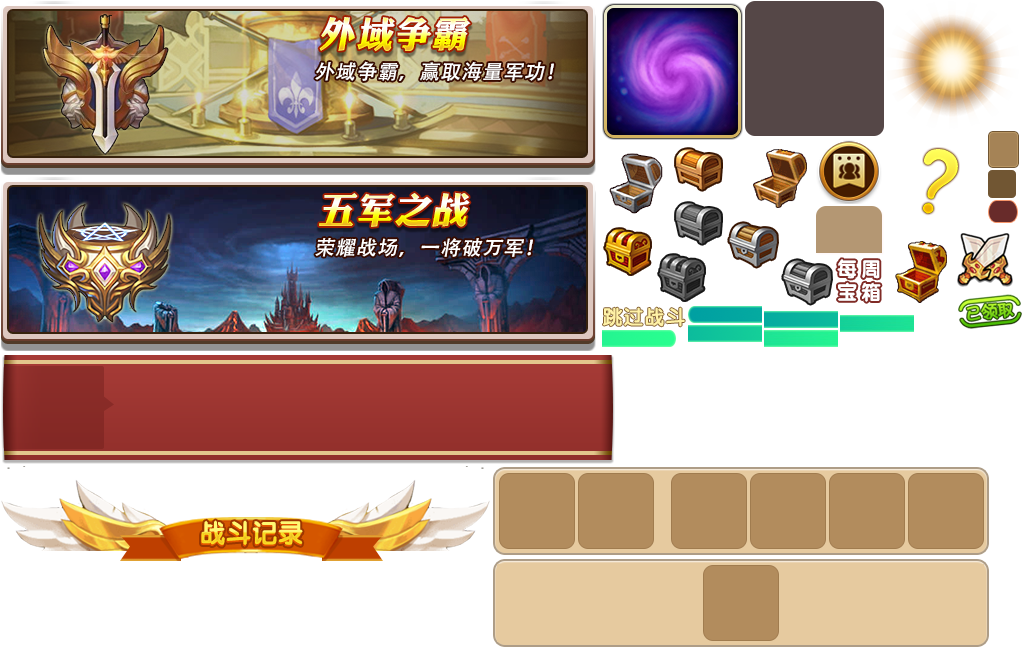 外域争霸
外域争霸，赢取海量军功！
五军之战
荣耀战场，一将破万军！
每周
宝箱
跳过战斗
已领取
战斗记录